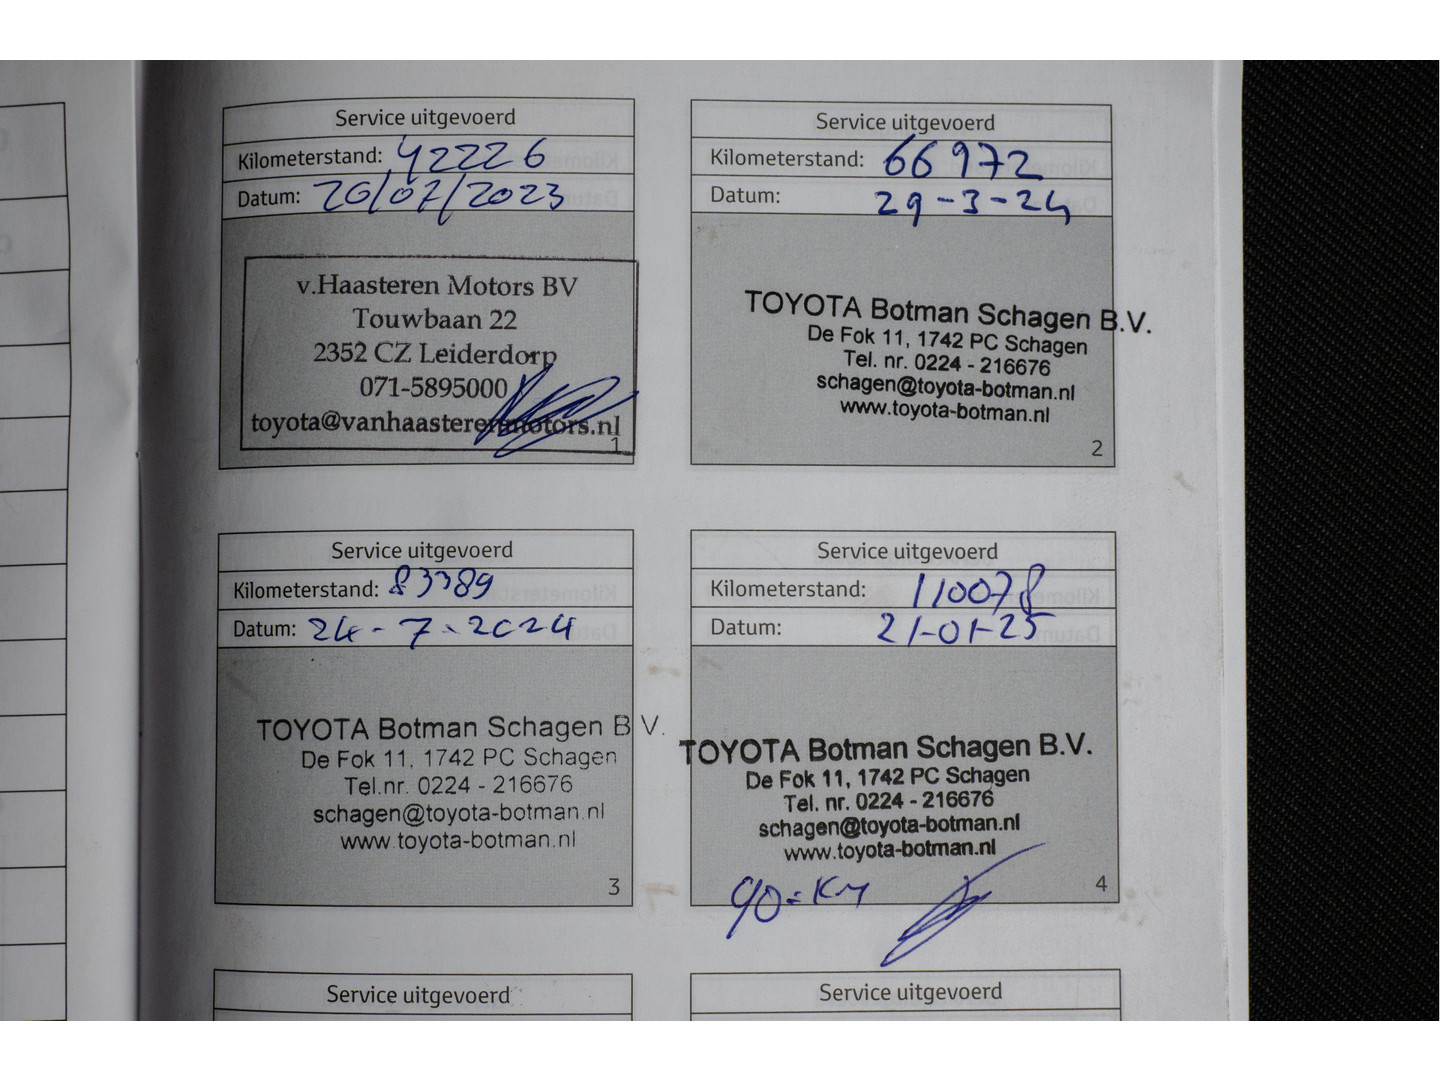 Service uitgevoerd
Kilometerstand: 42226
Datum: 20/07/2023
v.Haasteren Motors BV
Touwbaan 22
2352 CZ Leiderdorp
071-5895000
toyota@vanhaasterenmotors.nl
1
Service uitgevoerd
Kilometerstand: 66972
Datum: 29-3-24
TOYOTA Botman Schagen B.V.
De Fok 11, 1742 PC Schagen
Tel. nr. 0224 - 216676
schagen@toyota-botman.nl
www.toyota-botman.nl
2
Service uitgevoerd
Kilometerstand: 83389
Datum: 24-7-2024
TOYOTA Botman Schagen B.V.
De Fok 11, 1742 PC Schagen
Tel.nr. 0224 - 216676
schagen@toyota-botman.nl
www.toyota-botman.nl
3
Service uitgevoerd
Kilometerstand: 110078
Datum: 21-01-25
TOYOTA Botman Schagen B.V.
De Fok 11, 1742 PC Schagen
Tel. nr. 0224 - 216676
schagen@toyota-botman.nl
www.toyota-botman.nl
4
Service uitgevoerd
Service uitgevoerd